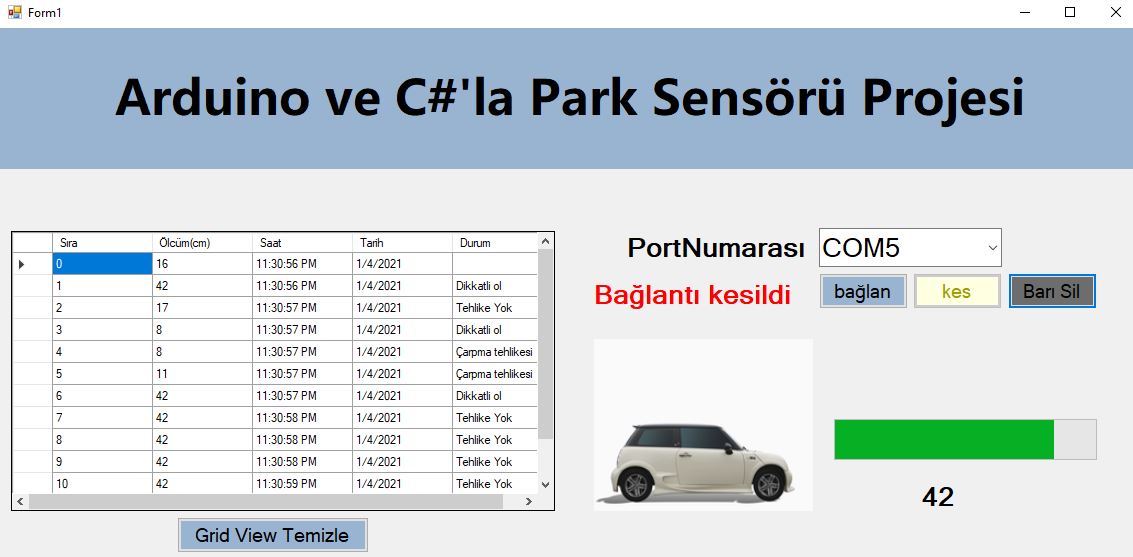 Form1
Arduino ve C#'la Park Sensörü Projesi
Sıra Ölcüm(cm) Saat Tarih Durum
0 16 11:30:56 PM 1/4/2021
1 42 11:30:56 PM 1/4/2021 Dikkatli ol
2 17 11:30:57 PM 1/4/2021 Tehlike Yok
3 8 11:30:57 PM 1/4/2021 Dikkatli ol
4 8 11:30:57 PM 1/4/2021 Çarpma tehlikesi
5 11 11:30:57 PM 1/4/2021 Çarpma tehlikesi
6 42 11:30:57 PM 1/4/2021 Dikkatli ol
7 42 11:30:58 PM 1/4/2021 Tehlike Yok
8 42 11:30:58 PM 1/4/2021 Tehlike Yok
9 42 11:30:58 PM 1/4/2021 Tehlike Yok
10 42 11:30:59 PM 1/4/2021 Tehlike Yok
Grid View Temizle
PortNumarası COM5
Bağlantı kesildi bağlan kes Barı Sil
42